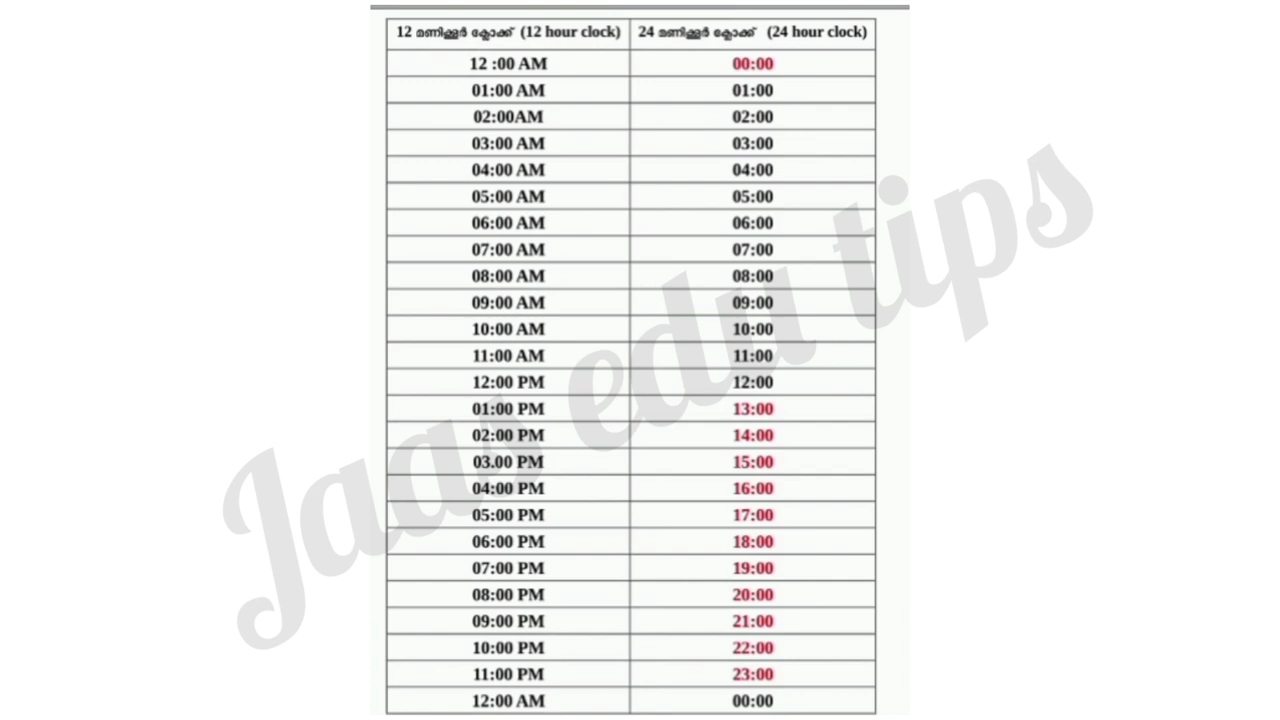 12 മണിക്കൂർ ക്ലോക്ക് (12 hour clock) 24 മണിക്കൂർ ക്ലോക്ക് (24 hour clock)
12 :00 AM 00:00
01:00 AM 01:00
02:00AM 02:00
03:00 AM 03:00
04:00 AM 04:00
05:00 AM 05:00
06:00 AM 06:00
07:00 AM 07:00
08:00 AM 08:00
09:00 AM 09:00
10:00 AM 10:00
11:00 AM 11:00
12:00 PM 12:00
01:00 PM 13:00
02:00 PM 14:00
03.00 PM 15:00
04:00 PM 16:00
05:00 PM 17:00
06:00 PM 18:00
07:00 PM 19:00
08:00 PM 20:00
09:00 PM 21:00
10:00 PM 22:00
11:00 PM 23:00
12:00 AM 00:00
Jaas edu tips